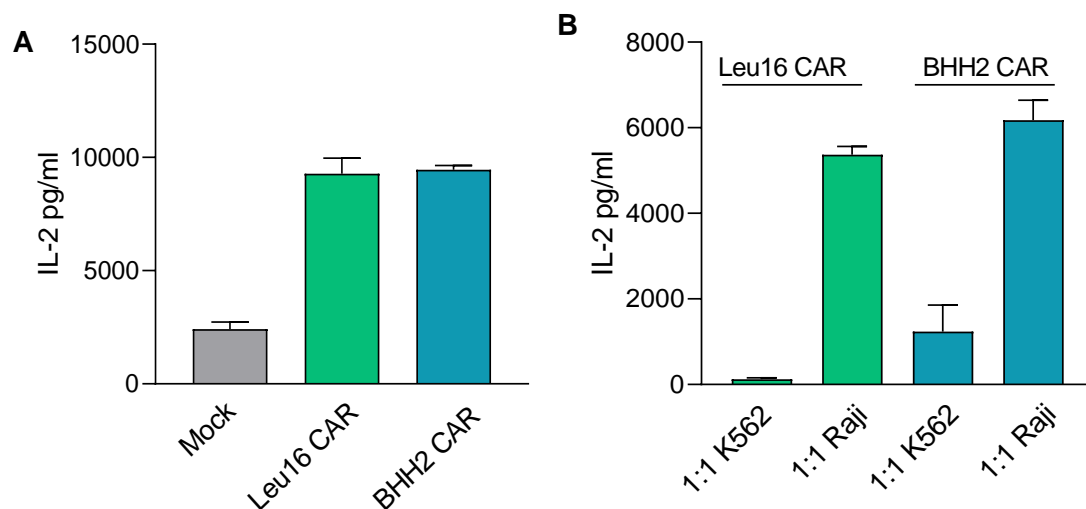 A
15000
10000
5000
0
IL-2 pg/ml
Mock
Leu16 CAR
BHH2 CAR
B
8000
6000
4000
2000
0
IL-2 pg/ml
Leu16 CAR
BHH2 CAR
1:1 K562
1:1 Raji
1:1 K562
1:1 Raji